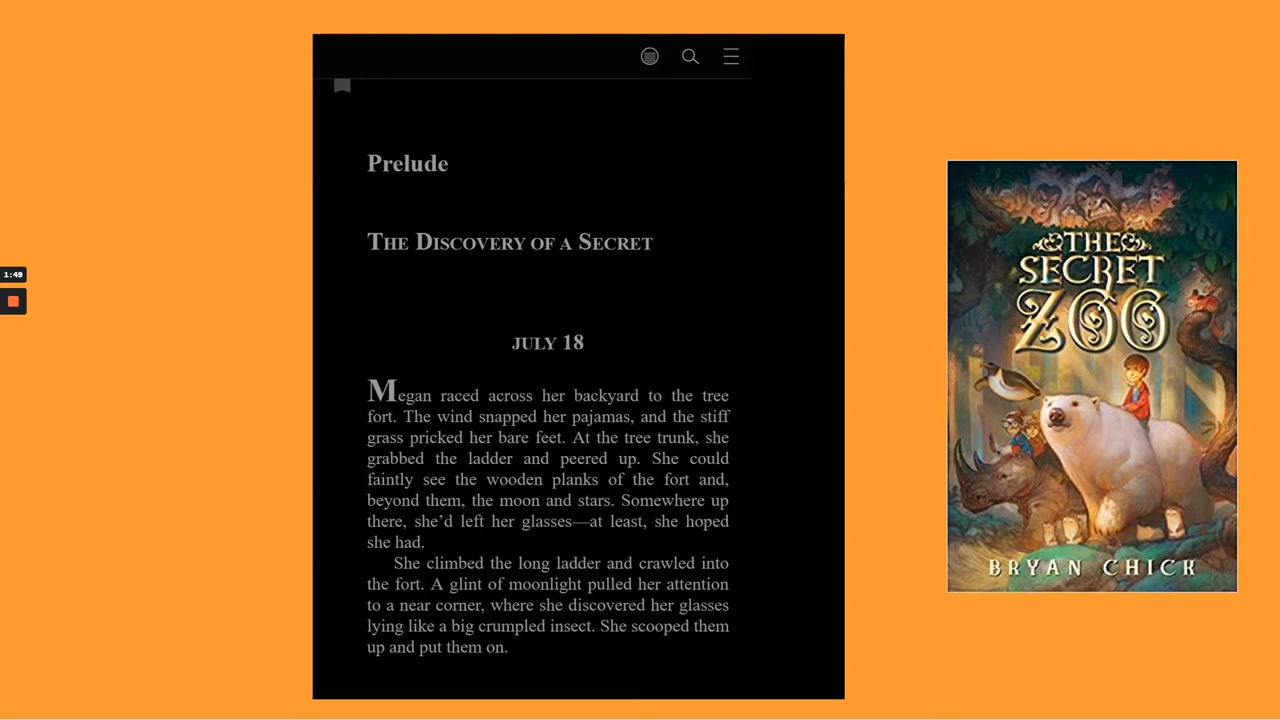 1:49
Prelude
THE DISCOVERY OF A SECRET
JULY 18
Megan raced across her backyard to the tree
fort. The wind snapped her pajamas, and the stiff
grass pricked her bare feet. At the tree trunk, she
grabbed the ladder and peered up. She could
faintly see the wooden planks of the fort and,
beyond them, the moon and stars. Somewhere up
there, she’d left her glasses—at least, she hoped
she had.
She climbed the long ladder and crawled into
the fort. A glint of moonlight pulled her attention
to a near corner, where she discovered her glasses
lying like a big crumpled insect. She scooped them
up and put them on.
THE
SECRET
ZOO
BRYAN CHICK